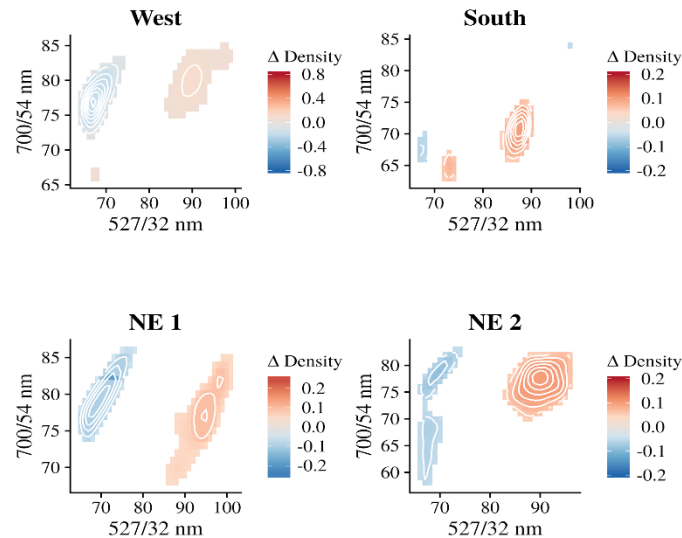 West
85
80
75
70
65
60 70 80 90 100
700/54 nm
527/32 nm
Δ Density
0.8
0.4
0.0
-0.4
-0.8
South
85
80
75
70
65
70 80 90 100
700/54 nm
527/32 nm
Δ Density
0.2
0.1
0.0
-0.1
-0.2
NE 1
85
80
75
70
70 80 90 100
700/54 nm
527/32 nm
Δ Density
0.2
0.1
0.0
-0.1
-0.2
NE 2
80
75
70
65
60
70 80 90
700/54 nm
527/32 nm
Δ Density
0.2
0.1
0.0
-0.1
-0.2